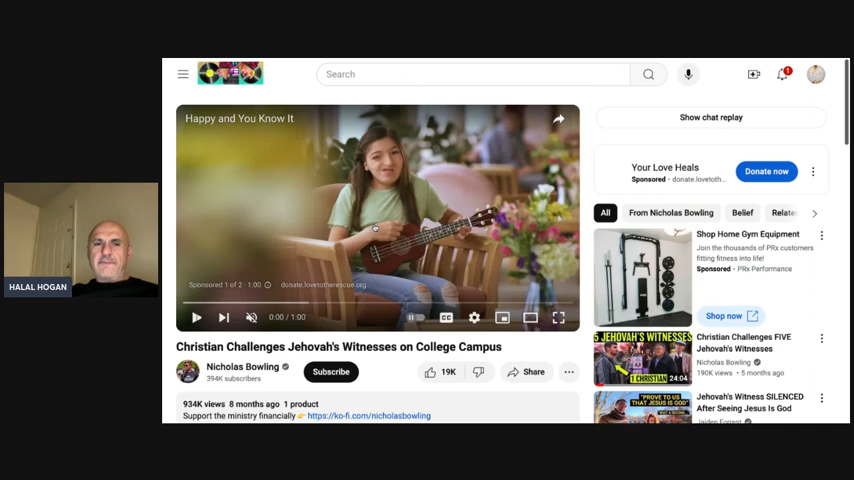 Search
1
Happy and You Know It
Sponsored 1 of 2 · 1:00
donate.lovetotherescue.org
0:00 / 1:00
CC
HALAL HOGAN
Christian Challenges Jehovah's Witnesses on College Campus
Nicholas Bowling
394K subscribers
Subscribe
19K
Share
934K views 8 months ago 1 product
Support the ministry financially 👉 https://ko-fi.com/nicholasbowling
Show chat replay
Your Love Heals
Sponsored · donate.lovetoth...
Donate now
All
From Nicholas Bowling
Belief
Relate
Shop Home Gym Equipment
Join the thousands of PRx customers
fitting fitness into life!
Sponsored · PRx Performance
Shop now
5 JEHOVAH'S WITNESSES
1 CHRISTIAN
24:04
Christian Challenges FIVE
Jehovah's Witnesses
Nicholas Bowling
190K views · 5 months ago
"PROVE TO US
THAT JESUS IS GOD"
Jehovah's Witness SILENCED
After Seeing Jesus Is God